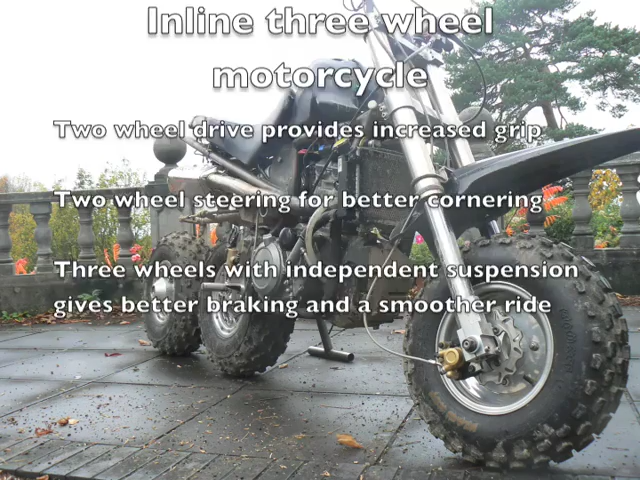 Inline three wheel
motorcycle
Two wheel drive provides increased grip
Two wheel steering for better cornering
Three wheels with independent suspension
gives better braking and a smoother ride